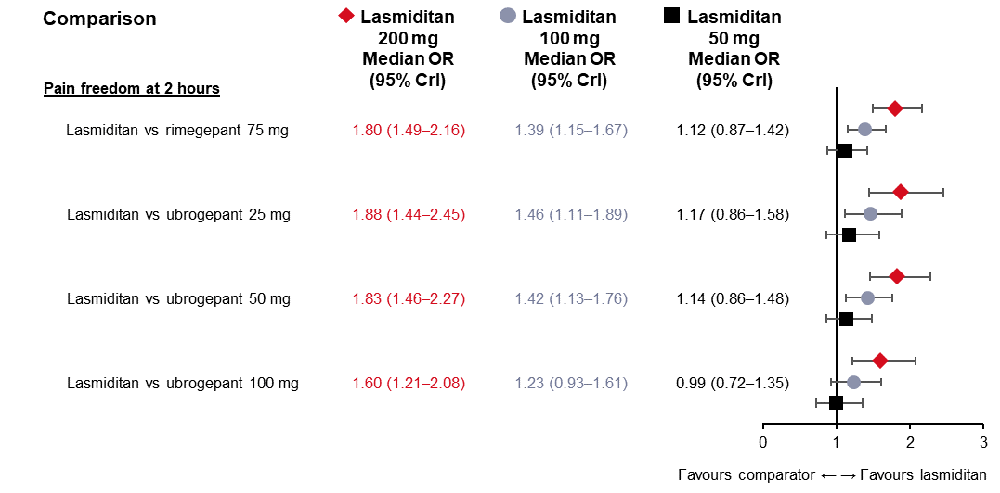 Comparison
Lasmiditan
200 mg
Median OR
(95% CrI)
Lasmiditan
100 mg
Median OR
(95% CrI)
Lasmiditan
50 mg
Median OR
(95% CrI)
Pain freedom at 2 hours
Lasmiditan vs rimegepant 75 mg 1.80 (1.49–2.16) 1.39 (1.15–1.67) 1.12 (0.87–1.42)
Lasmiditan vs ubrogepant 25 mg 1.88 (1.44–2.45) 1.46 (1.11–1.89) 1.17 (0.86–1.58)
Lasmiditan vs ubrogepant 50 mg 1.83 (1.46–2.27) 1.42 (1.13–1.76) 1.14 (0.86–1.48)
Lasmiditan vs ubrogepant 100 mg 1.60 (1.21–2.08) 1.23 (0.93–1.61) 0.99 (0.72–1.35)
0 1 2 3
Favours comparator ← → Favours lasmiditan